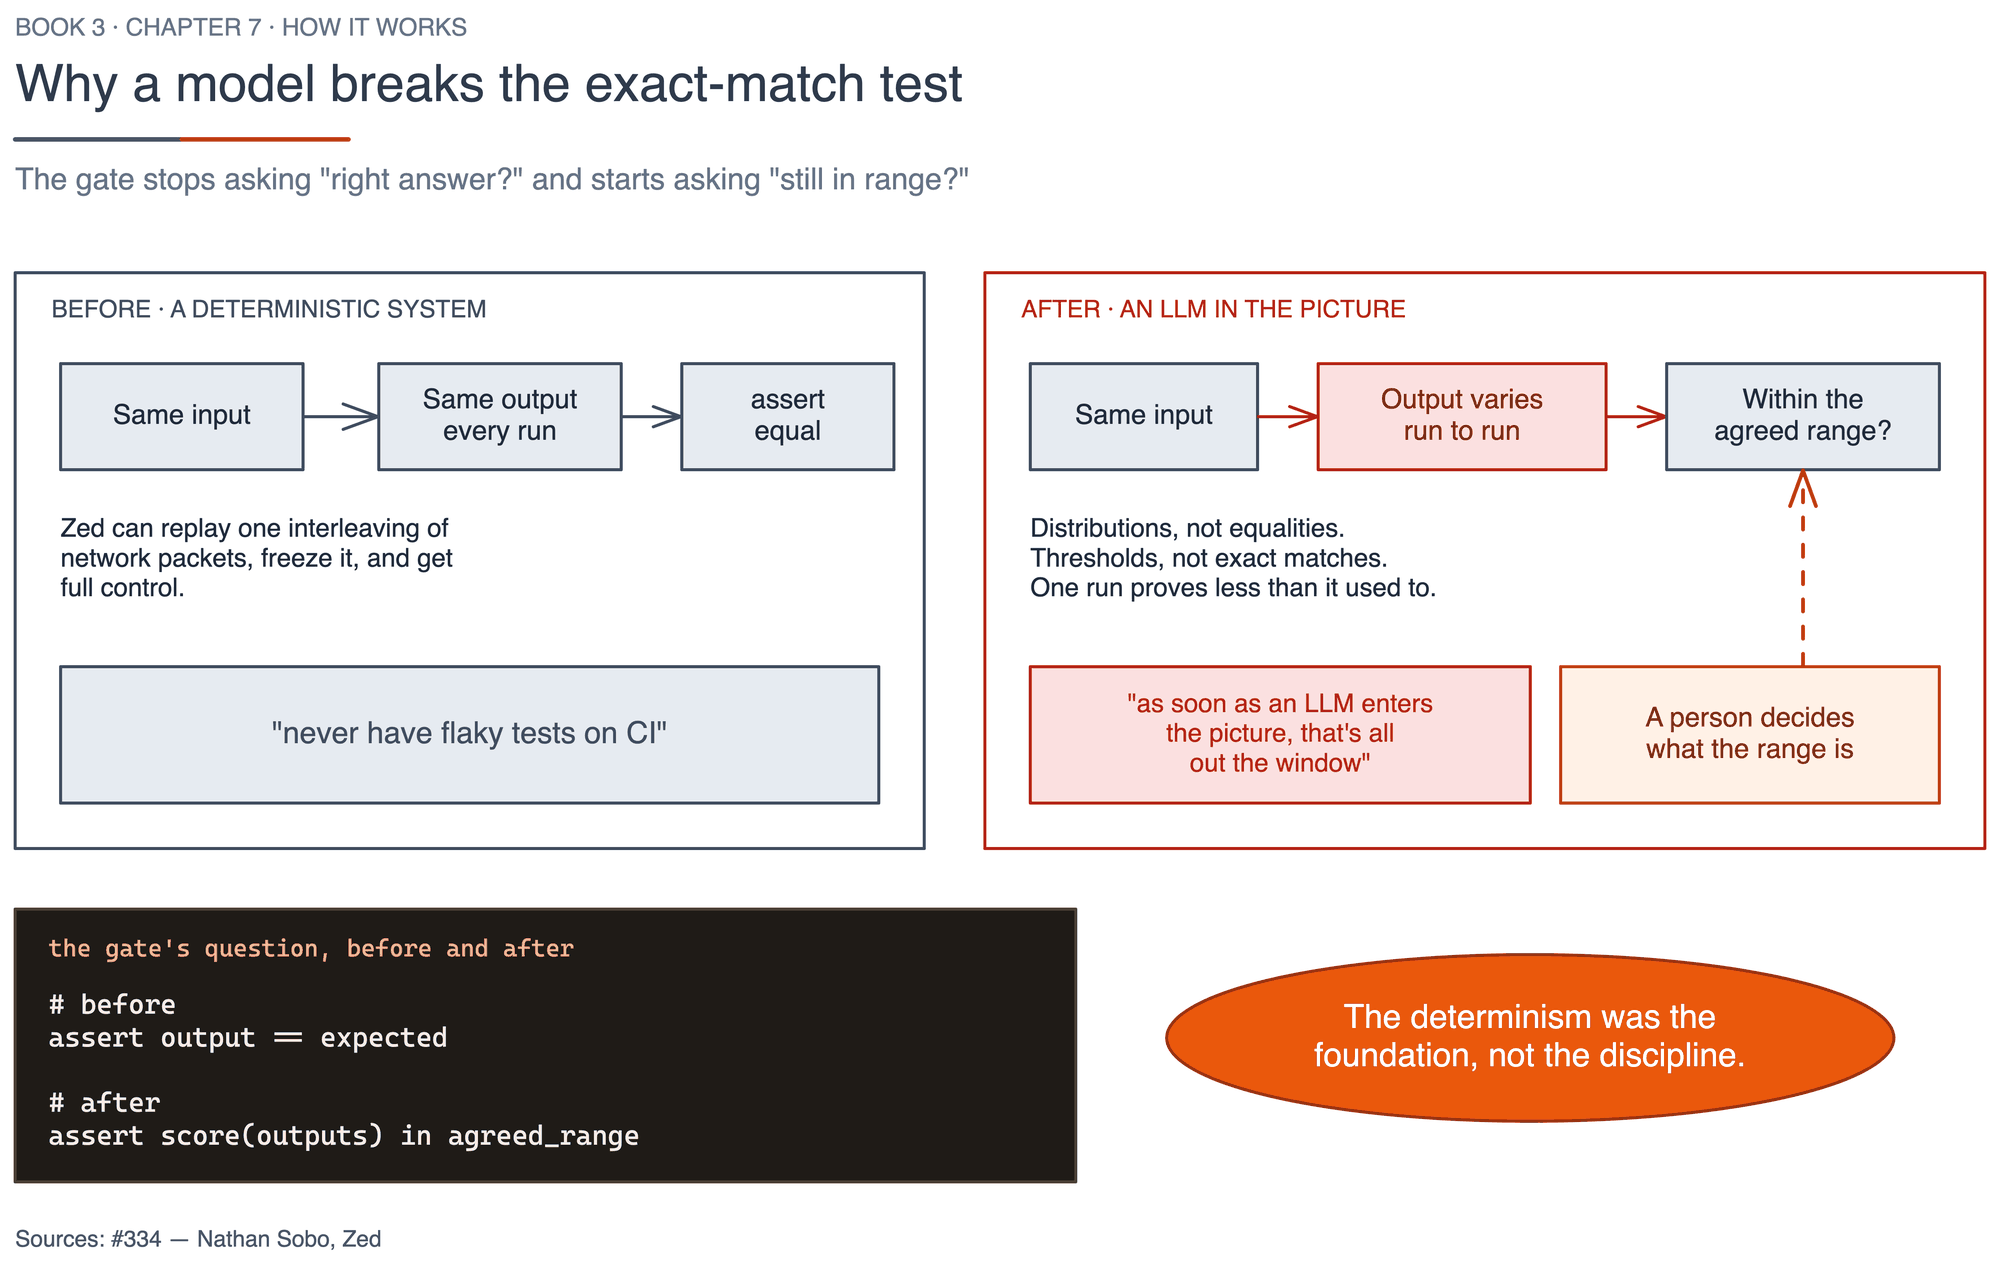 BOOK 3 · CHAPTER 7 · HOW IT WORKS
Why a model breaks the exact-match test
The gate stops asking "right answer?" and starts asking "still in range?"
BEFORE · A DETERMINISTIC SYSTEM
Same input
Same output
every run
assert
equal
Zed can replay one interleaving of
network packets, freeze it, and get
full control.
"never have flaky tests on CI"
AFTER · AN LLM IN THE PICTURE
Same input
Output varies
run to run
Within the
agreed range?
Distributions, not equalities.
Thresholds, not exact matches.
One run proves less than it used to.
"as soon as an LLM enters
the picture, that's all
out the window"
A person decides
what the range is
the gate's question, before and after
# before
assert output == expected
# after
assert score(outputs) in agreed_range
The determinism was the
foundation, not the discipline.
Sources: #334 — Nathan Sobo, Zed